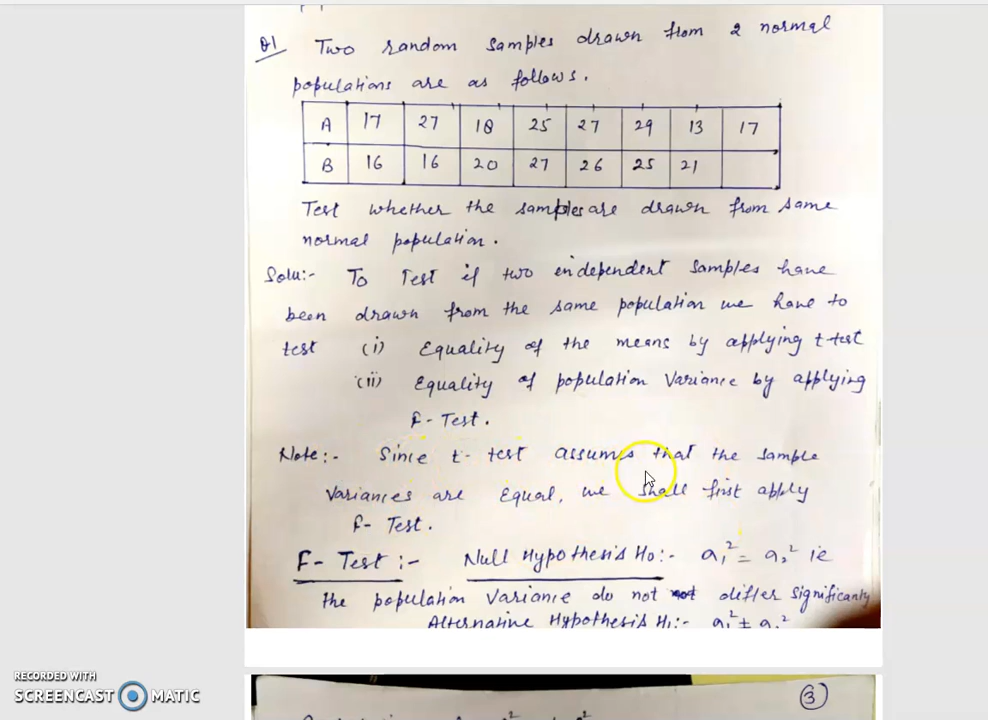 Q1 Two random samples drawn from 2 normal
populations are as follows.
A 17 27 18 25 27 29 13 17
B 16 16 20 27 26 25 21
Test whether the samples are drawn from same
normal population.
Solu:- To Test if two independent samples have
been drawn from the same population we have to
test (i) Equality of the means by applying t-test
(ii) Equality of population Variance by applying
F-Test.
Note:- Since t-test assumes that the sample
Variances are Equal, we shall first apply
F-Test.
F-Test:- Null Hypothesis H₀:- σ₁² = σ₂² ie
the population Variance do not differ significantly
Alternative Hypothesis H₁:- σ₁² ≠ σ₂²
RECORDED WITH
SCREENCAST MATIC
3